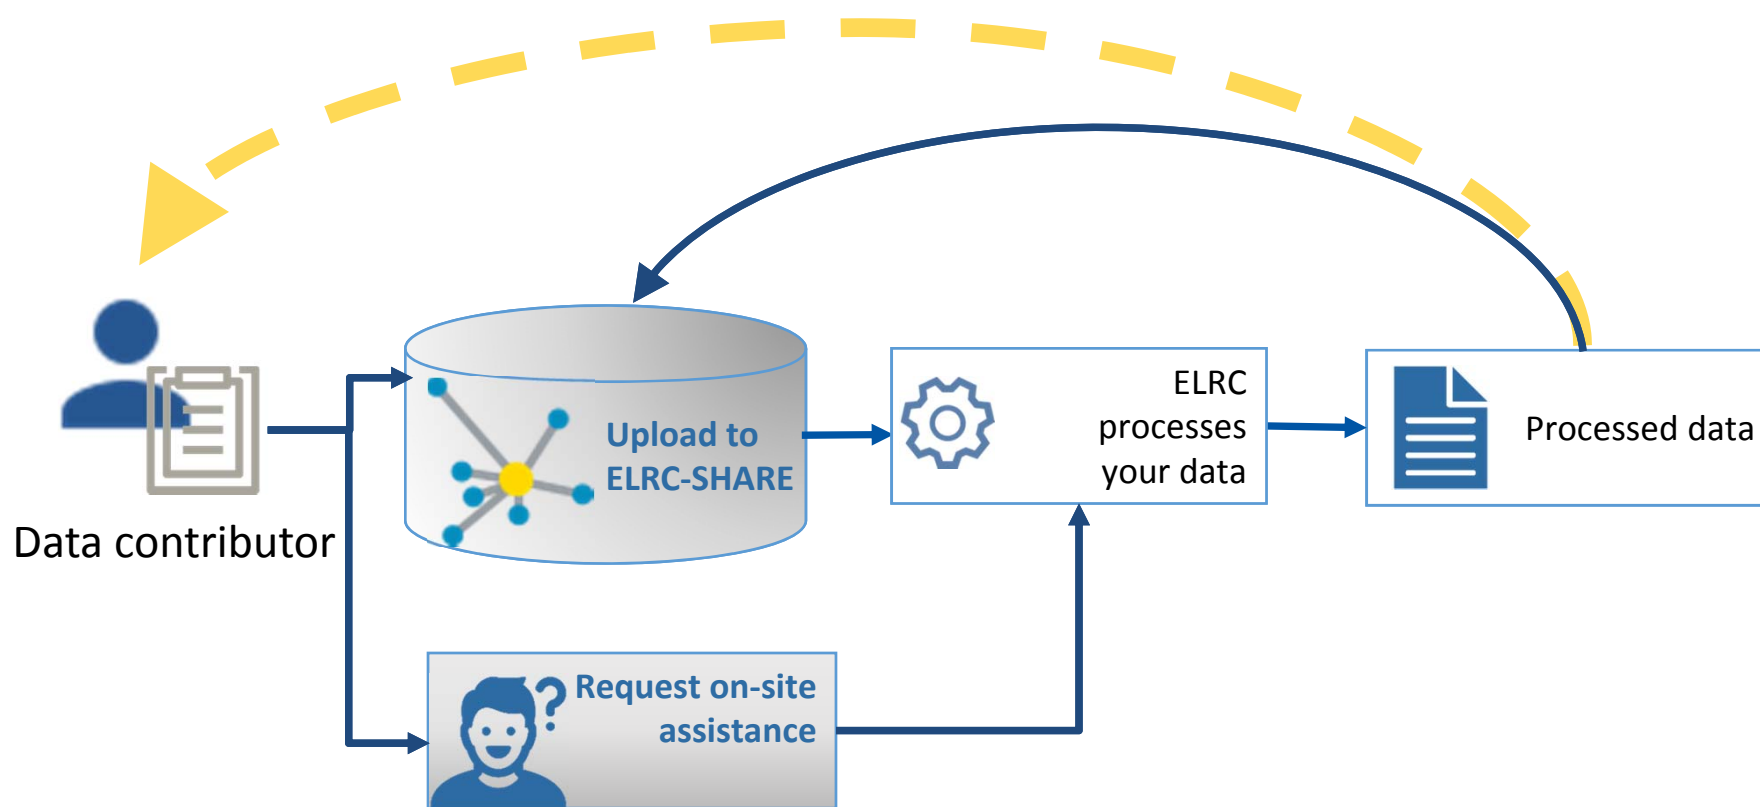 Data contributor
Upload to
ELRC-SHARE
Request on-site
assistance
ELRC
processes
your data
Processed data